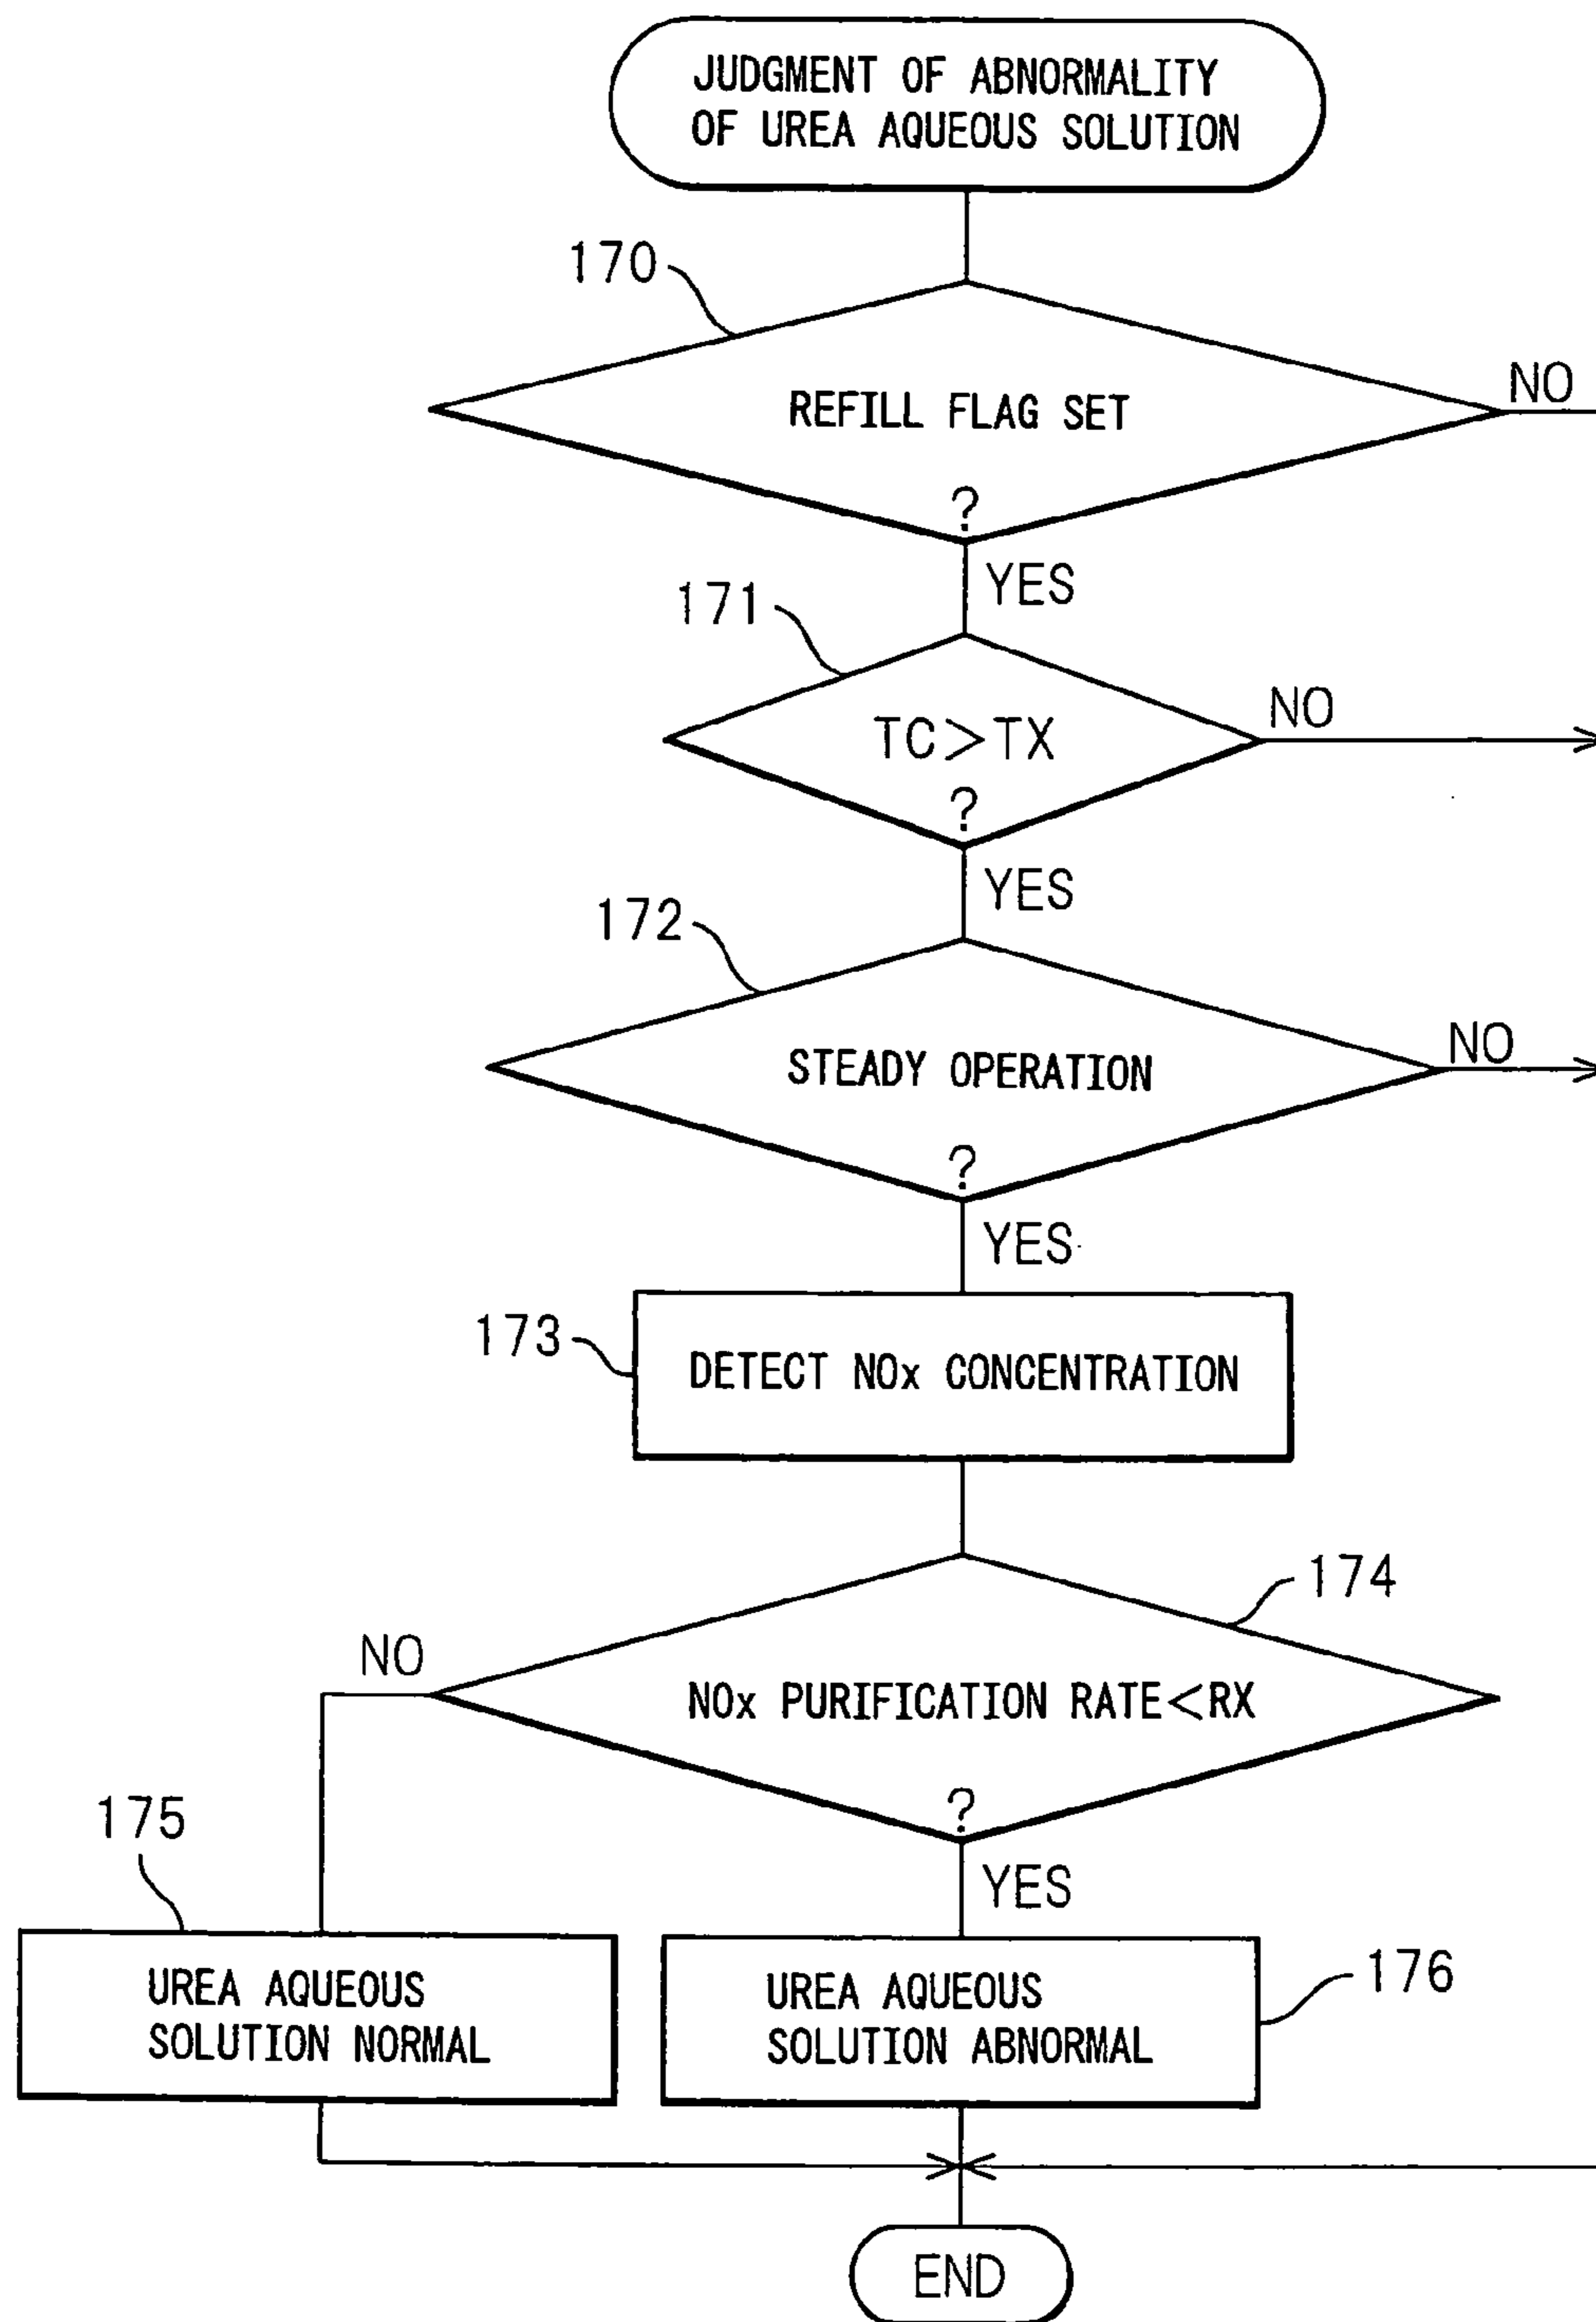 JUDGMENT OF ABNORMALITY
OF UREA AQUEOUS SOLUTION
170
REFILL FLAG SET
?
NO
YES
171
TC>TX
?
NO
YES
172
STEADY OPERATION
?
NO
YES
173
DETECT NOx CONCENTRATION
174
NO
NOx PURIFICATION RATE<RX
?
YES
175
UREA AQUEOUS
SOLUTION NORMAL
176
UREA AQUEOUS
SOLUTION ABNORMAL
END